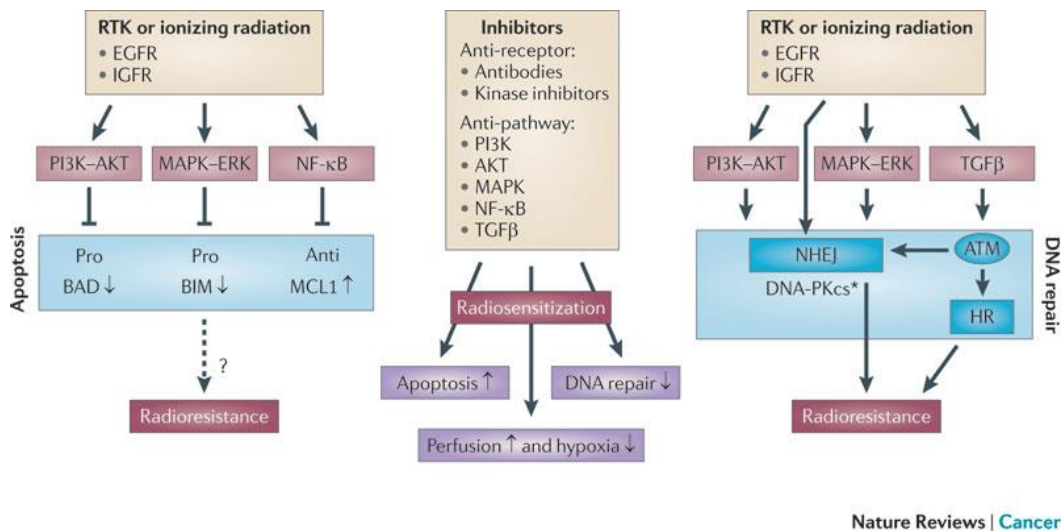 RTK or ionizing radiation
• EGFR
• IGFR
PI3K–AKT
MAPK–ERK
NF-κB
Apoptosis
Pro
BAD ↓
Pro
BIM ↓
Anti
MCL1 ↑
?
Radioresistance
Inhibitors
Anti-receptor:
• Antibodies
• Kinase inhibitors
Anti-pathway:
• PI3K
• AKT
• MAPK
• NF-κB
• TGFβ
Radiosensitization
Apoptosis ↑
DNA repair ↓
Perfusion ↑ and hypoxia ↓
RTK or ionizing radiation
• EGFR
• IGFR
PI3K–AKT
MAPK–ERK
TGFβ
NHEJ
ATM
DNA-PKcs*
HR
DNA repair
Radioresistance
Nature Reviews | Cancer